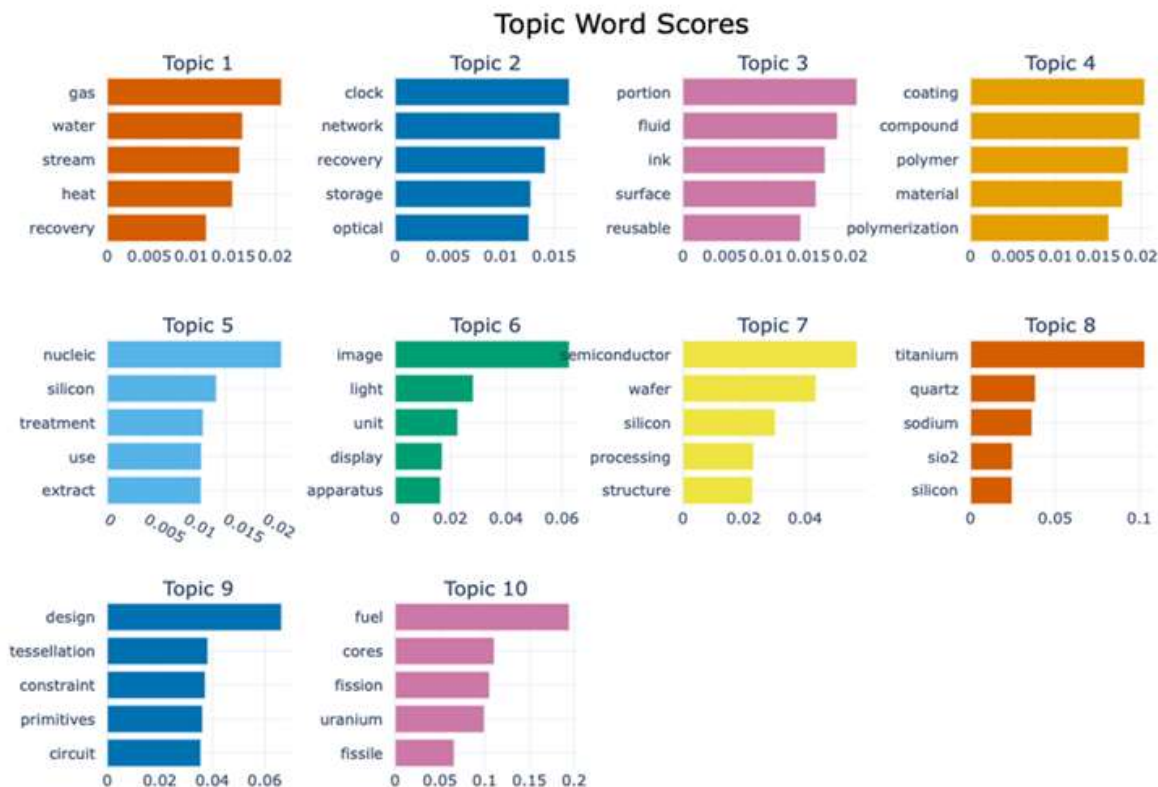 Topic Word Scores
Topic 1
gas
water
stream
heat
recovery
0 0.005 0.01 0.015 0.02
Topic 2
clock
network
recovery
storage
optical
0 0.005 0.01 0.015
Topic 3
portion
fluid
ink
surface
reusable
0 0.005 0.01 0.015 0.02
Topic 4
coating
compound
polymer
material
polymerization
0 0.005 0.01 0.015 0.02
Topic 5
nucleic
silicon
treatment
use
extract
0 0.005 0.01 0.015 0.02
Topic 6
image
light
unit
display
apparatus
0 0.02 0.04 0.06
Topic 7
semiconductor
wafer
silicon
processing
structure
0 0.02 0.04
Topic 8
titanium
quartz
sodium
sio2
silicon
0 0.05 0.1
Topic 9
design
tessellation
constraint
primitives
circuit
0 0.02 0.04 0.06
Topic 10
fuel
cores
fission
uranium
fissile
0 0.05 0.1 0.15 0.2